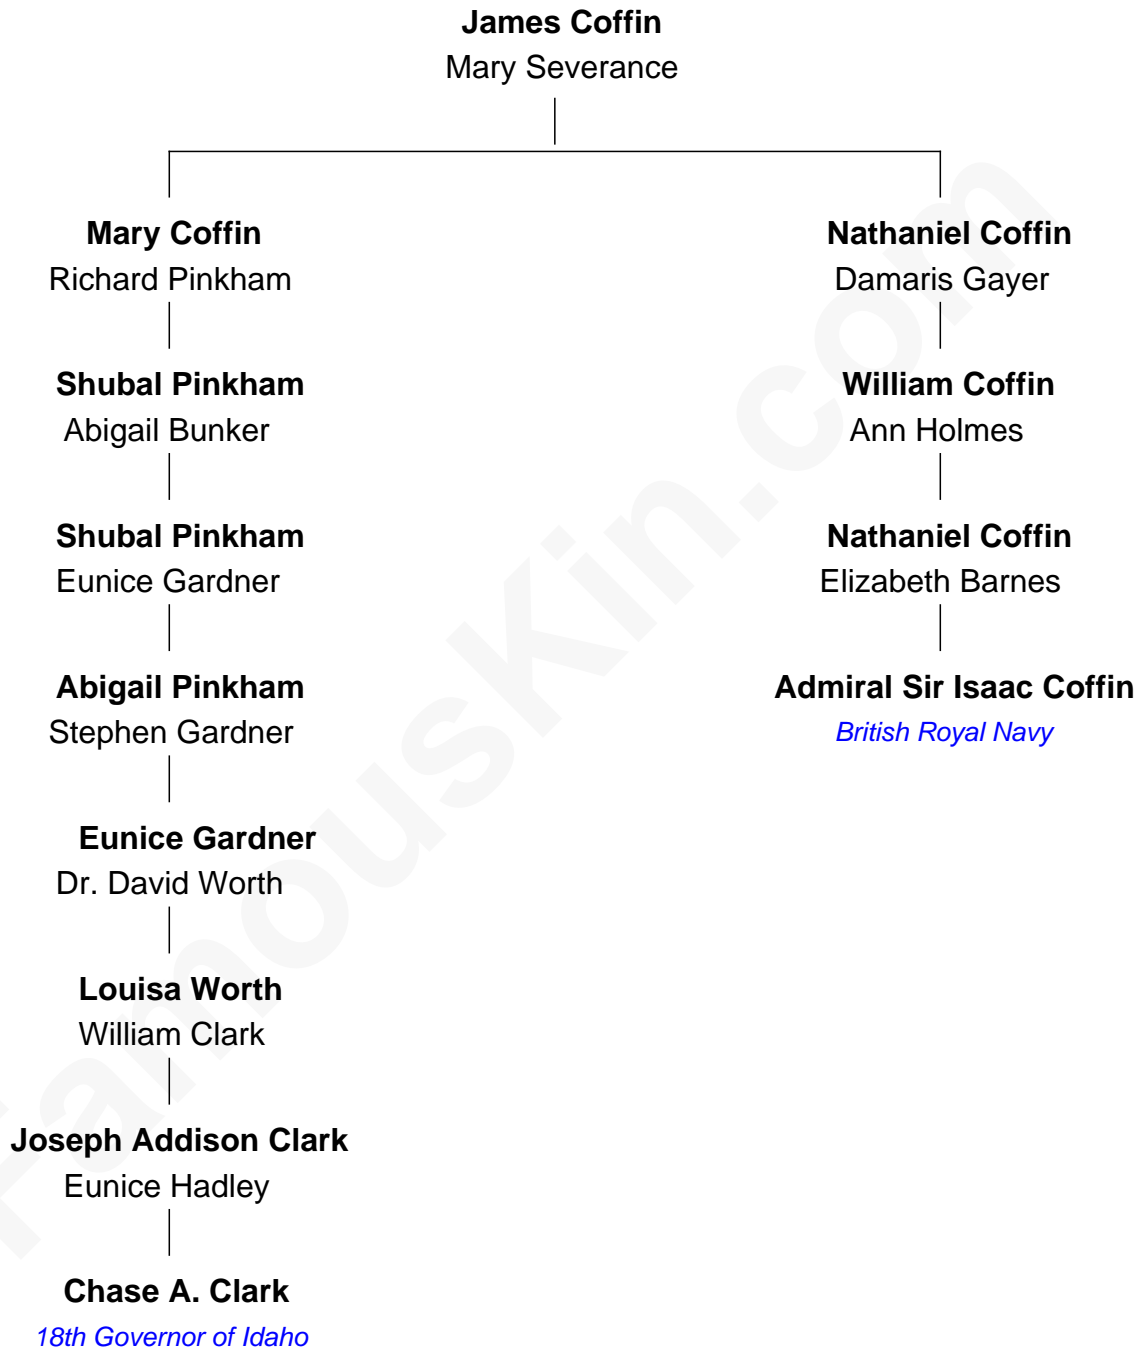 James Coffin
Mary Severance
Mary Coffin
Richard Pinkham
Nathaniel Coffin
Damaris Gayer
Shubal Pinkham
Abigail Bunker
William Coffin
Ann Holmes
Shubal Pinkham
Eunice Gardner
Nathaniel Coffin
Elizabeth Barnes
Abigail Pinkham
Stephen Gardner
Admiral Sir Isaac Coffin
British Royal Navy
Eunice Gardner
Dr. David Worth
Louisa Worth
William Clark
Joseph Addison Clark
Eunice Hadley
Chase A. Clark
18th Governor of Idaho
FamousKin.com